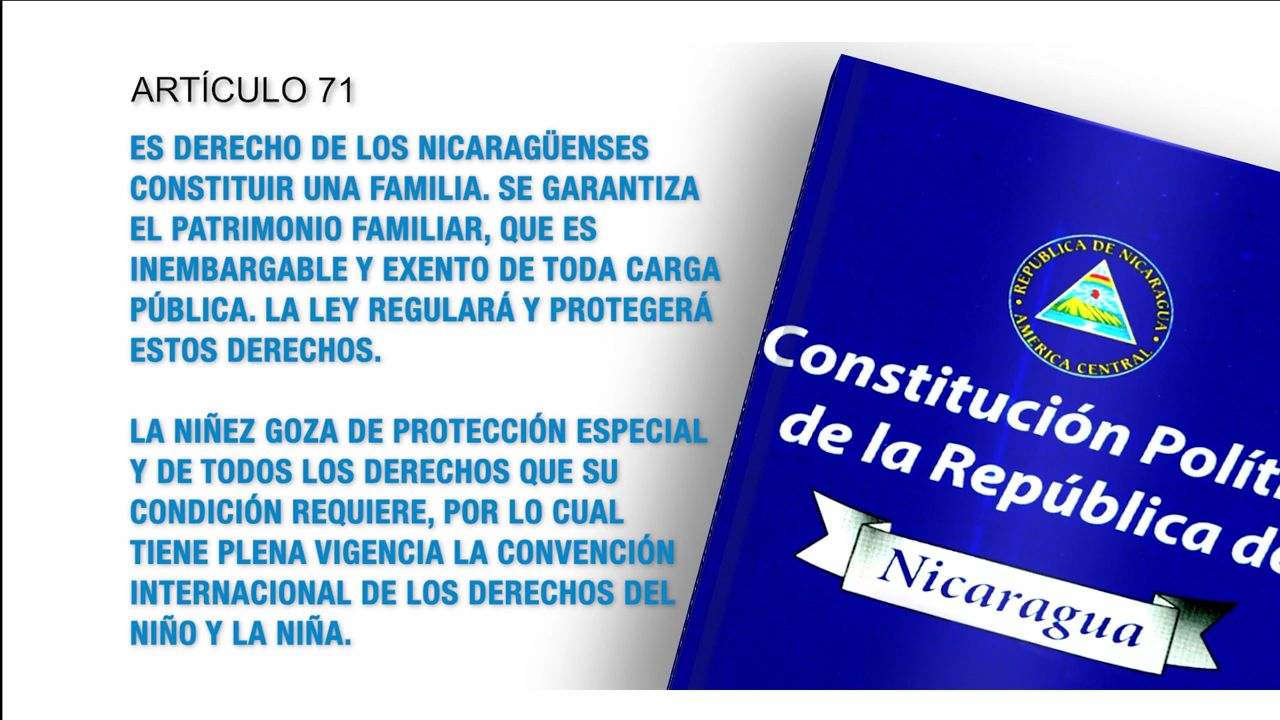 ARTÍCULO 71
ES DERECHO DE LOS NICARAGÜENSES
CONSTITUIR UNA FAMILIA. SE GARANTIZA
EL PATRIMONIO FAMILIAR, QUE ES
INEMBARGABLE Y EXENTO DE TODA CARGA
PÚBLICA. LA LEY REGULARÁ Y PROTEGERÁ
ESTOS DERECHOS.
LA NIÑEZ GOZA DE PROTECCIÓN ESPECIAL
Y DE TODOS LOS DERECHOS QUE SU
CONDICIÓN REQUIERE, POR LO CUAL
TIENE PLENA VIGENCIA LA CONVENCIÓN
INTERNACIONAL DE LOS DERECHOS DEL
NIÑO Y LA NIÑA.
REPÚBLICA DE NICARAGUA
AMERICA CENTRAL
Constitución Políti
de la República de
Nicaragua